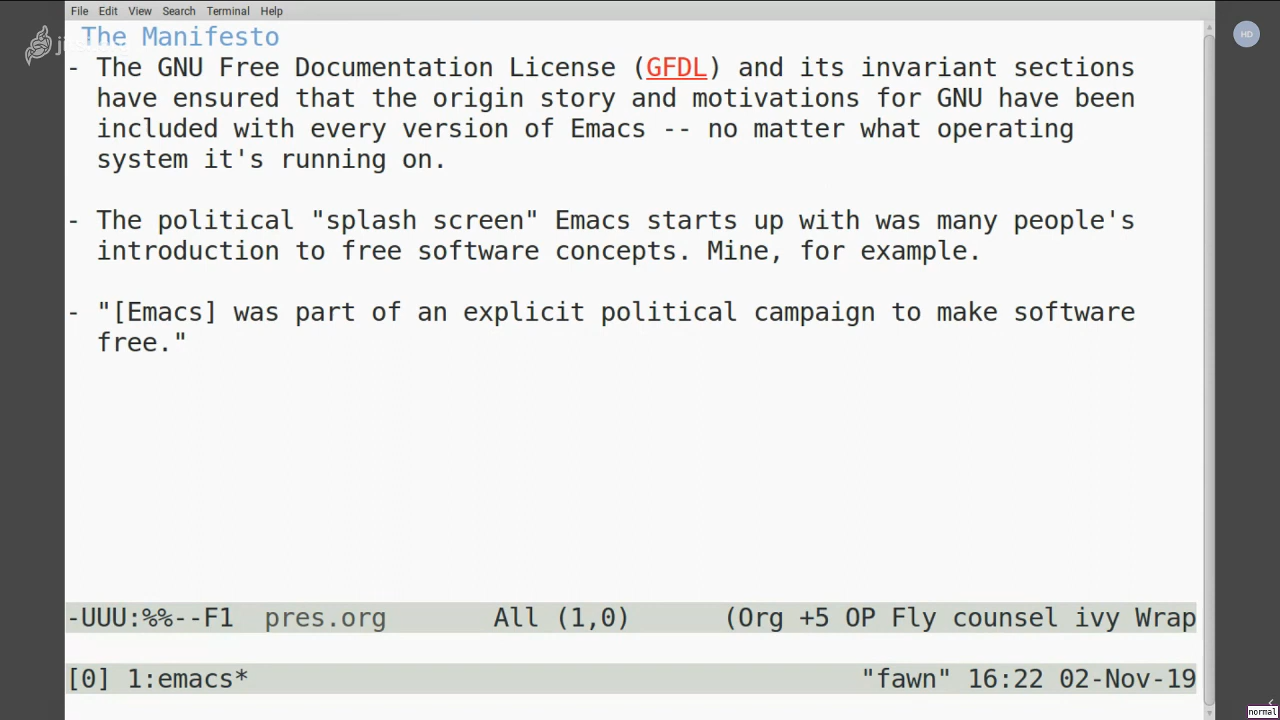 File Edit View Search Terminal Help
The Manifesto
- The GNU Free Documentation License (GFDL) and its invariant sections
have ensured that the origin story and motivations for GNU have been
included with every version of Emacs -- no matter what operating
system it's running on.
- The political "splash screen" Emacs starts up with was many people's
introduction to free software concepts. Mine, for example.
- "[Emacs] was part of an explicit political campaign to make software
free."
-UUU:%%--F1 pres.org All (1,0) (Org +5 OP Fly counsel ivy Wrap
[0] 1:emacs* "fawn" 16:22 02-Nov-19
HD
normal